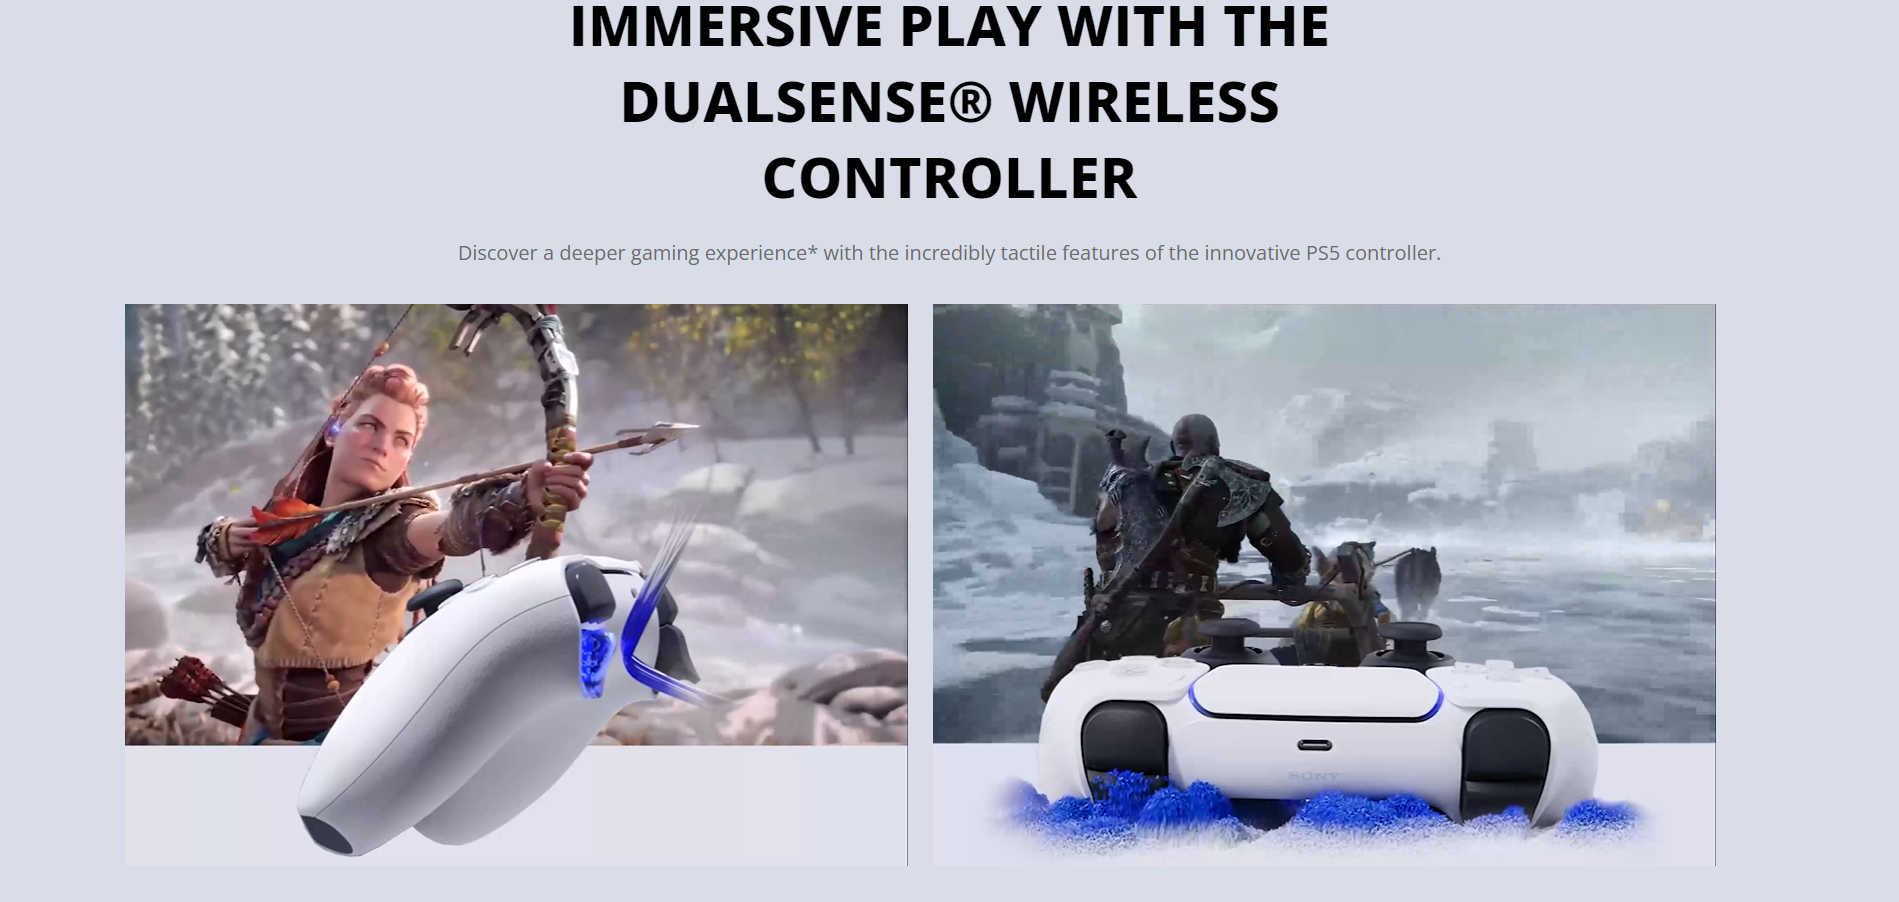 IMMERSIVE PLAY WITH THE
DUALSENSE® WIRELESS
CONTROLLER
Discover a deeper gaming experience* with the incredibly tactile features of the innovative PS5 controller.
SONY